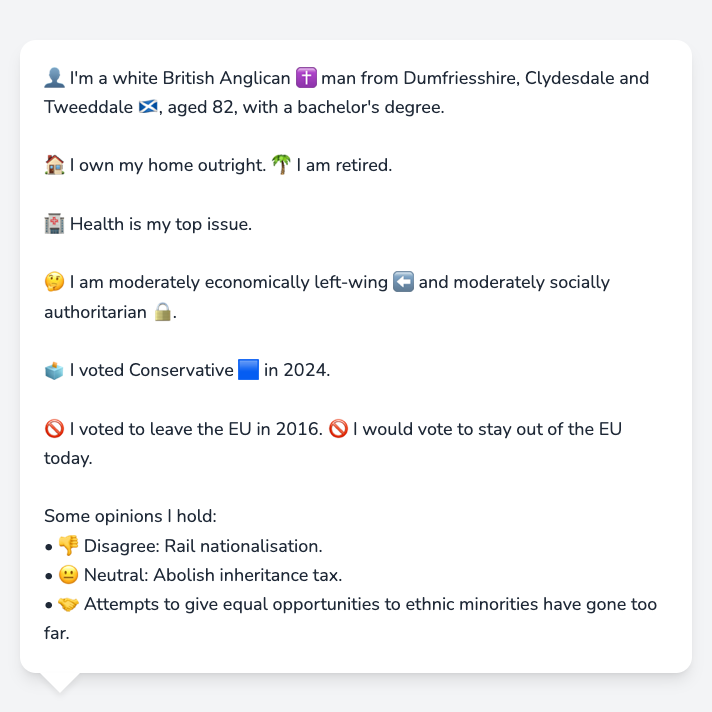 👤 I'm a white British Anglican ✝️ man from Dumfriesshire, Clydesdale and
Tweeddale 🏴󠁧󠁢󠁳󠁣󠁴󠁿, aged 82, with a bachelor's degree.
🏠 I own my home outright. 🌴 I am retired.
🏥 Health is my top issue.
🤔 I am moderately economically left-wing ⬅️ and moderately socially
authoritarian 🔒.
🗳️ I voted Conservative 🟦 in 2024.
🚫 I voted to leave the EU in 2016. 🚫 I would vote to stay out of the EU
today.
Some opinions I hold:
• 👎 Disagree: Rail nationalisation.
• 😐 Neutral: Abolish inheritance tax.
• 🤝 Attempts to give equal opportunities to ethnic minorities have gone too
far.